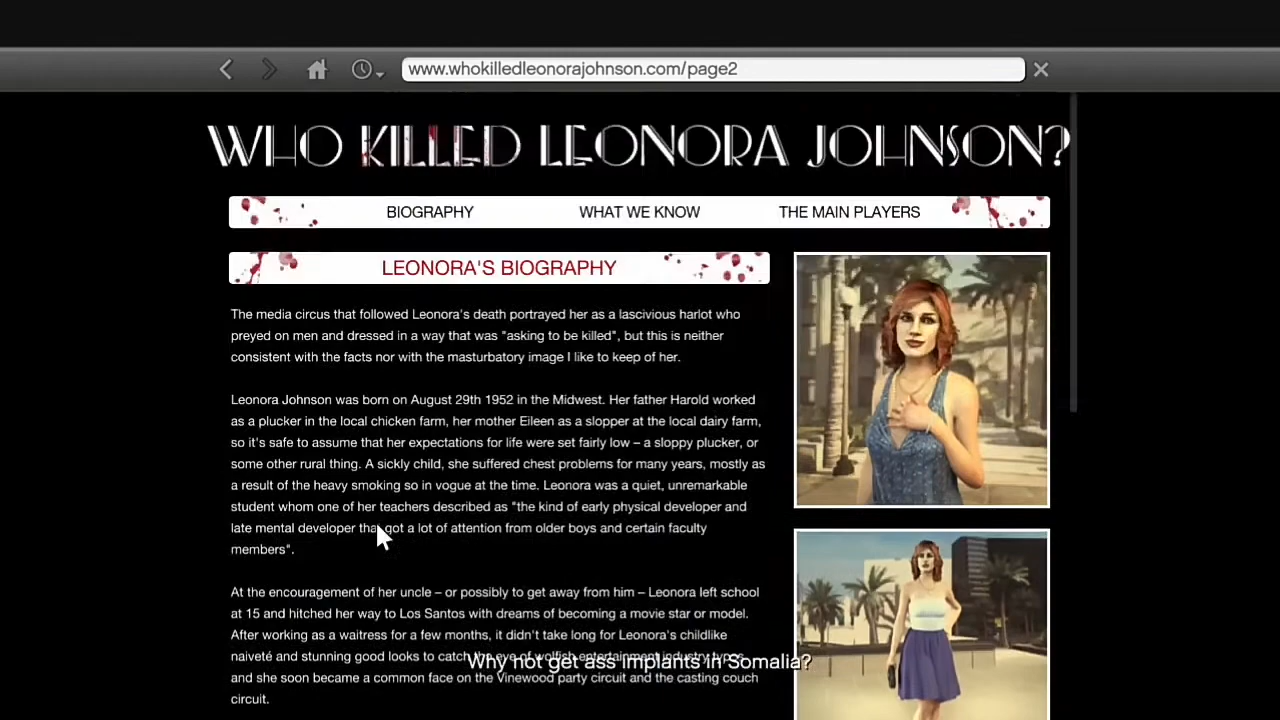 www.whokilledleonorajohnson.com/page2
WHO KILLED LEONORA JOHNSON?
BIOGRAPHY
WHAT WE KNOW
THE MAIN PLAYERS
LEONORA'S BIOGRAPHY
The media circus that followed Leonora's death portrayed her as a lascivious harlot who
preyed on men and dressed in a way that was "asking to be killed", but this is neither
consistent with the facts nor with the masturbatory image I like to keep of her.
Leonora Johnson was born on August 29th 1952 in the Midwest. Her father Harold worked
as a plucker in the local chicken farm, her mother Eileen as a slopper at the local dairy farm,
so it's safe to assume that her expectations for life were set fairly low – a sloppy plucker, or
some other rural thing. A sickly child, she suffered chest problems for many years, mostly as
a result of the heavy smoking so in vogue at the time. Leonora was a quiet, unremarkable
student whom one of her teachers described as "the kind of early physical developer and
late mental developer that got a lot of attention from older boys and certain faculty
members".
At the encouragement of her uncle – or possibly to get away from him – Leonora left school
at 15 and hitched her way to Los Santos with dreams of becoming a movie star or model.
After working as a waitress for a few months, it didn't take long for Leonora's childlike
naiveté and stunning good looks to catch the eye of wolfish entertainment industry types
Why not get ass implants in Somalia?
and she soon became a common face on the Vinewood party circuit and the casting couch
circuit.